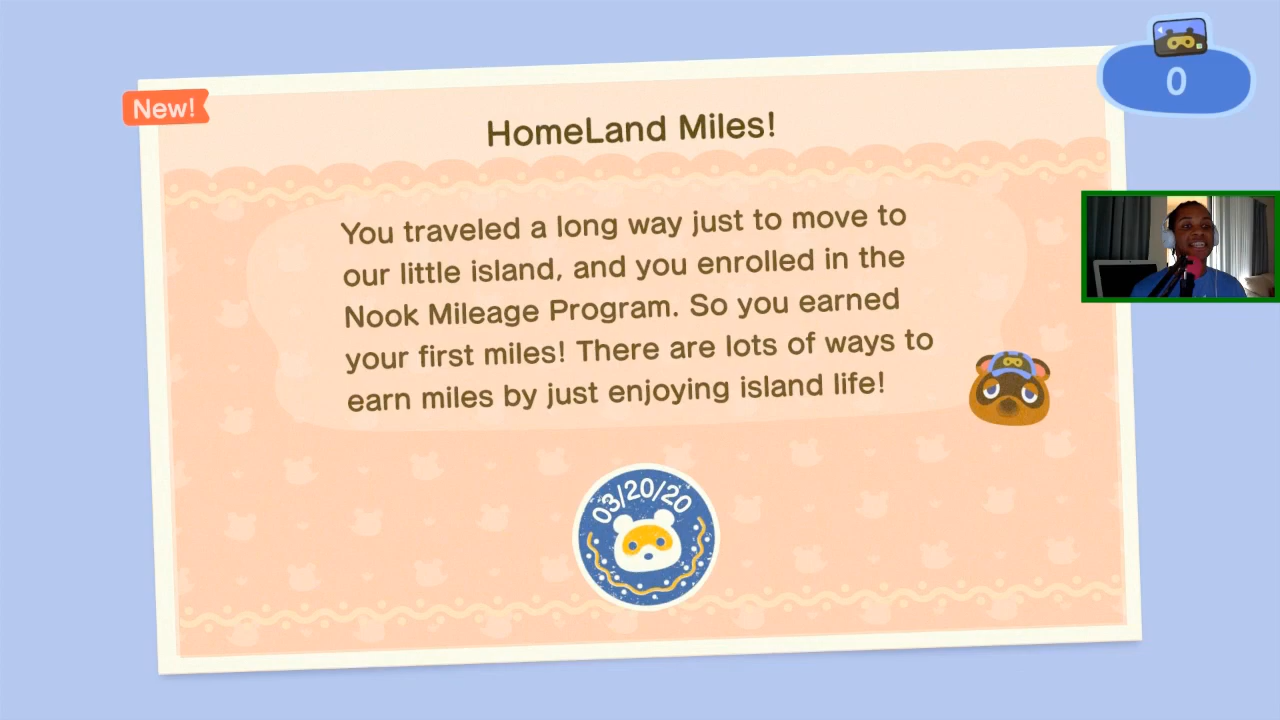 New!
0
HomeLand Miles!
You traveled a long way just to move to
our little island, and you enrolled in the
Nook Mileage Program. So you earned
your first miles! There are lots of ways to
earn miles by just enjoying island life!
03/20/20